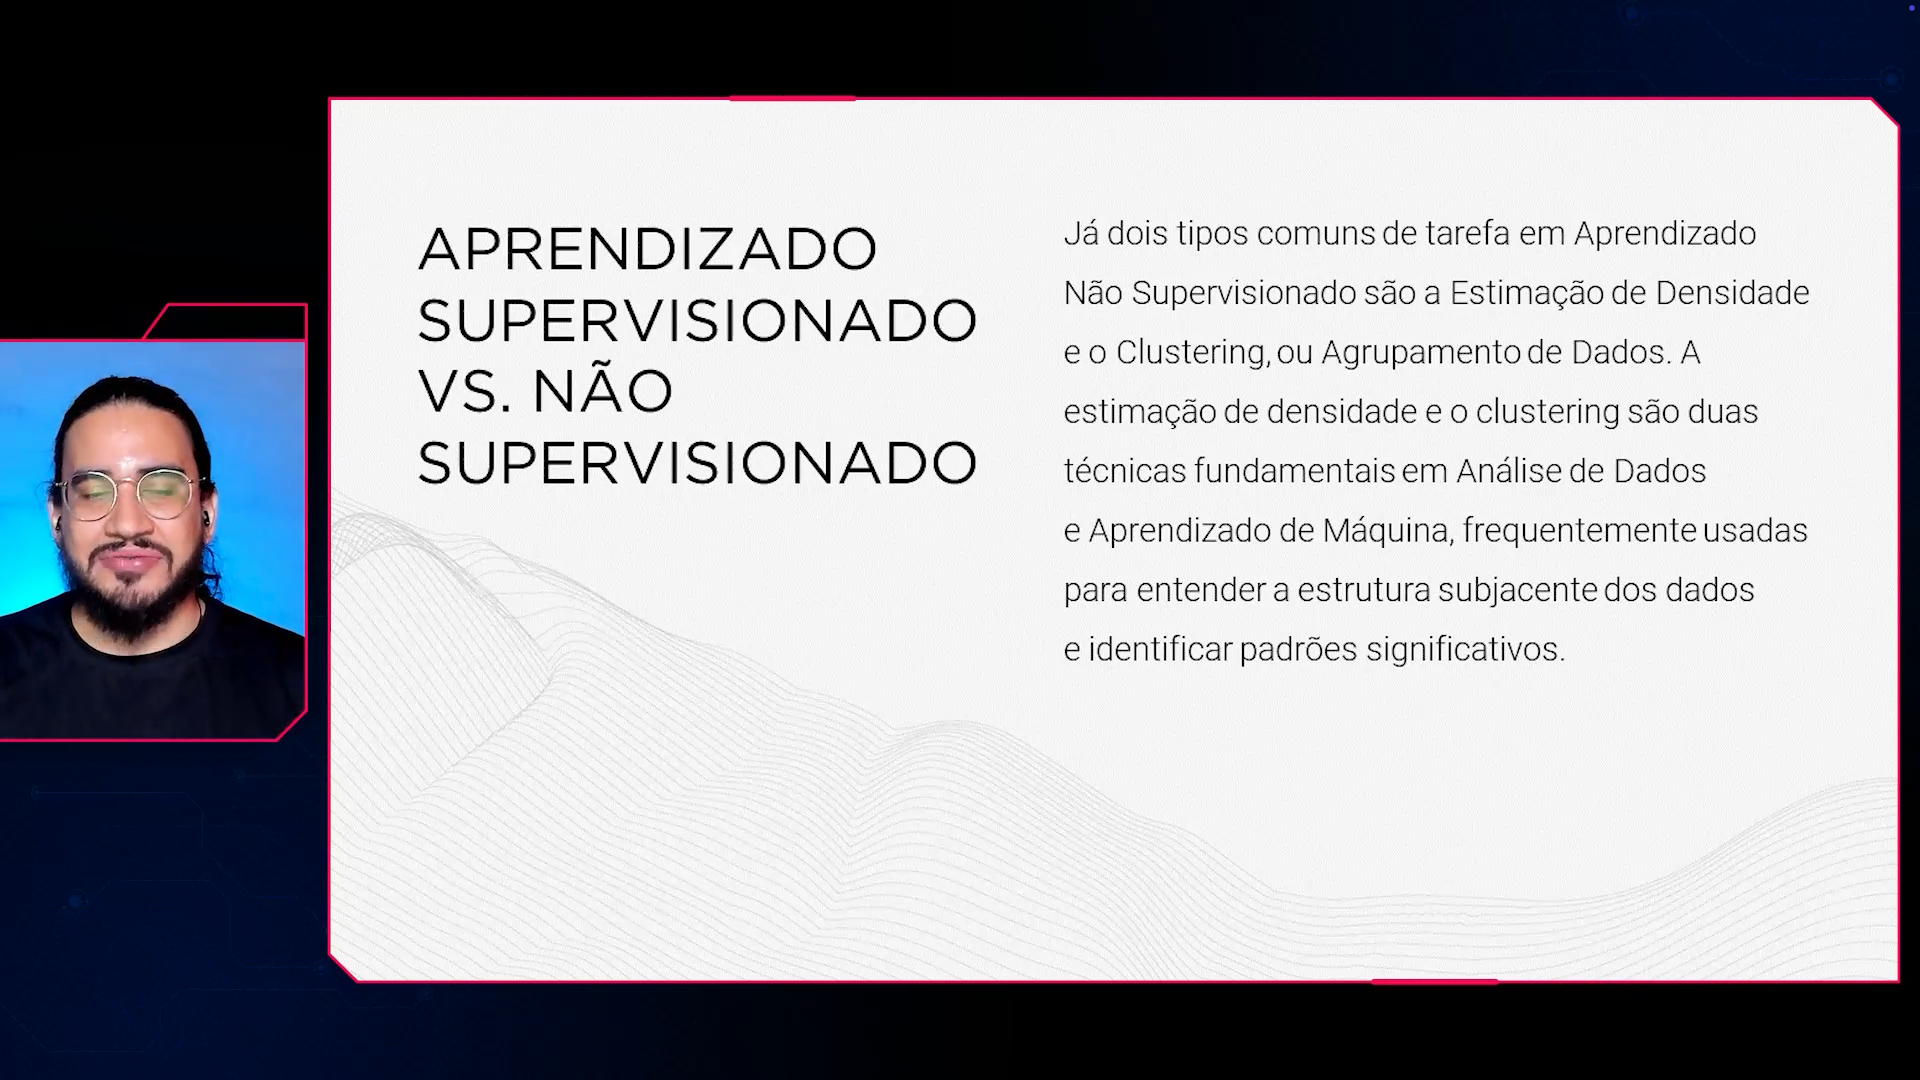 APRENDIZADO
SUPERVISIONADO
VS. NÃO
SUPERVISIONADO
Já dois tipos comuns de tarefa em Aprendizado
Não Supervisionado são a Estimação de Densidade
e o Clustering, ou Agrupamento de Dados. A
estimação de densidade e o clustering são duas
técnicas fundamentais em Análise de Dados
e Aprendizado de Máquina, frequentemente usadas
para entender a estrutura subjacente dos dados
e identificar padrões significativos.